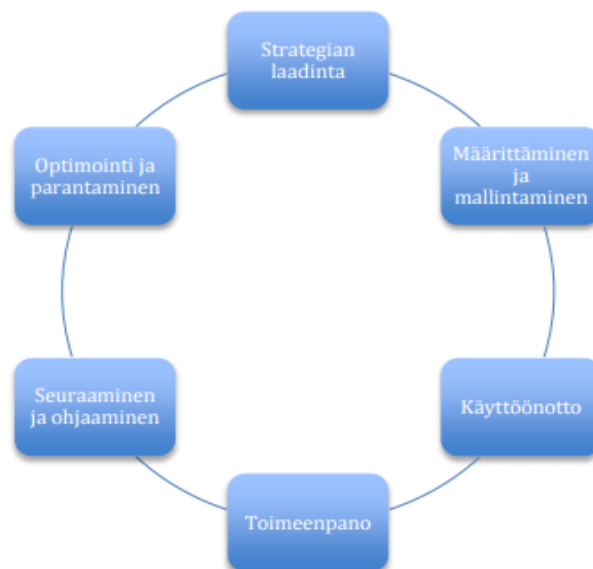 Strategian
laadinta
Määrittäminen
ja
mallintaminen
Käyttöönotto
Toimeenpano
Seuraaminen
ja ohjaaminen
Optimointi ja
parantaminen